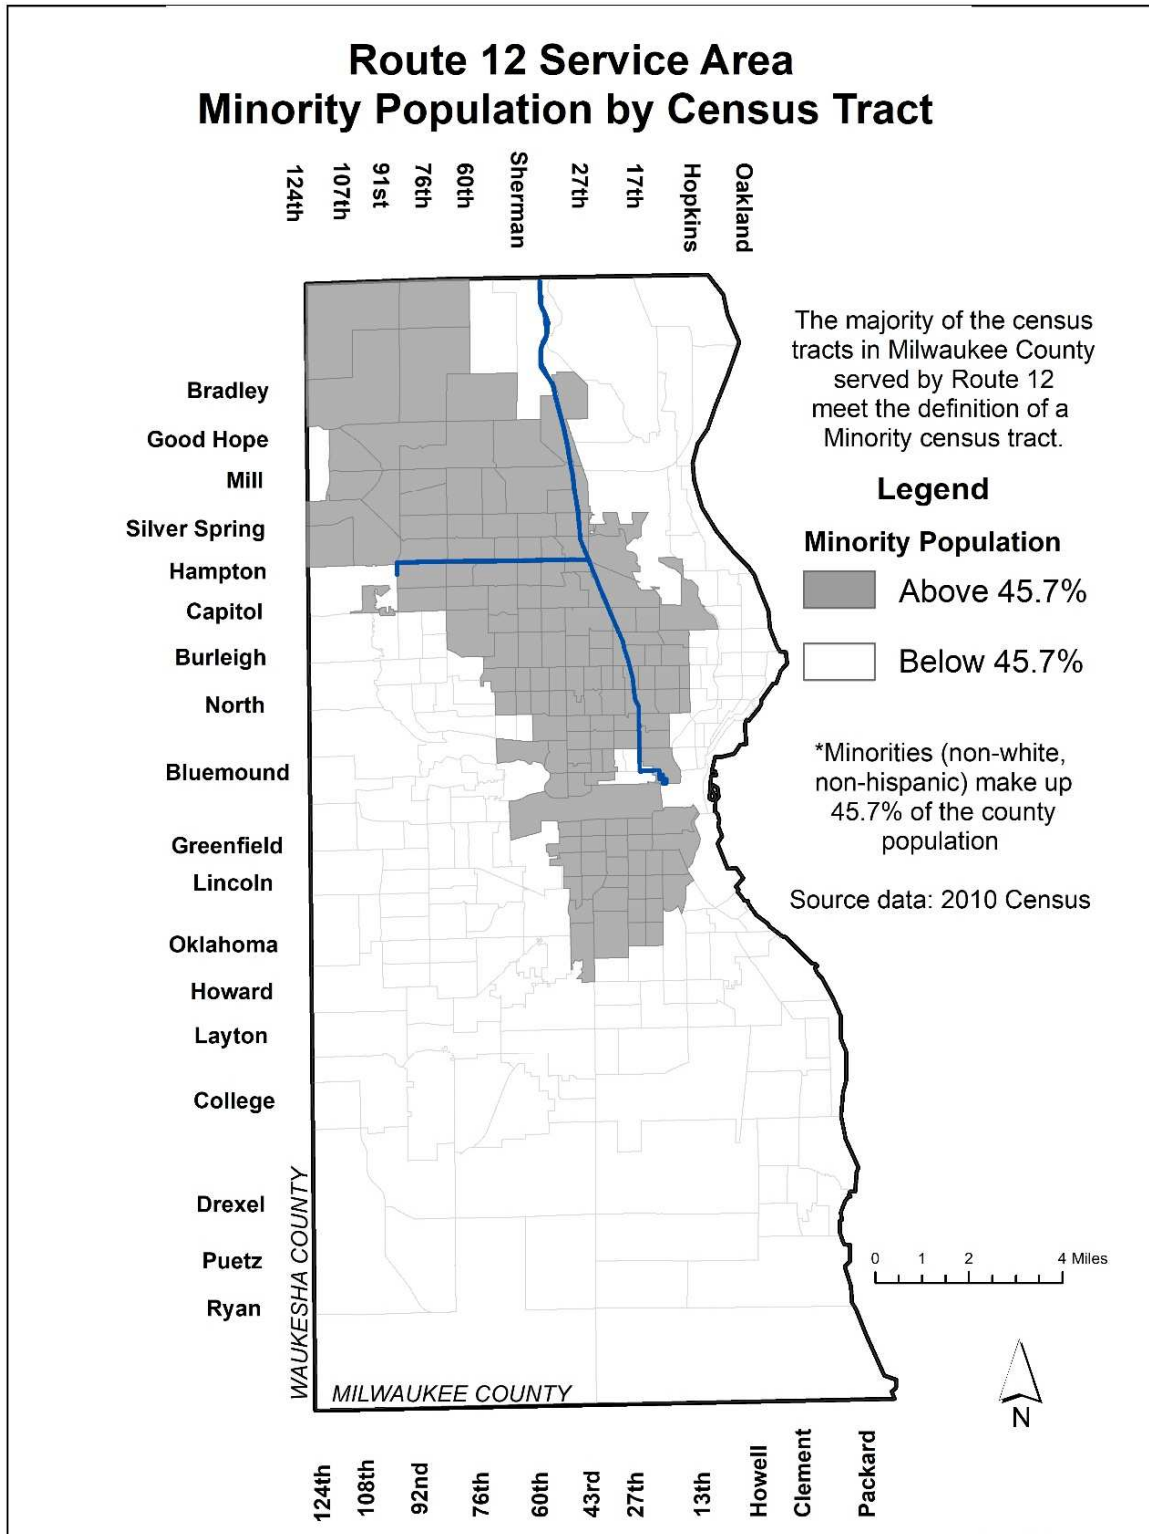 Route 12 Service Area
Minority Population by Census Tract
124th
107th
91st
76th
60th
Sherman
27th
17th
Hopkins
Oakland
The majority of the census
tracts in Milwaukee County
served by Route 12
meet the definition of a
Minority census tract.
Legend
Minority Population
Above 45.7%
Below 45.7%
*Minorities (non-white,
non-hispanic) make up
45.7% of the county
population
Source data: 2010 Census
Bradley
Good Hope
Mill
Silver Spring
Hampton
Capitol
Burleigh
North
Bluemound
Greenfield
Lincoln
Oklahoma
Howard
Layton
College
Drexel
Puetz
Ryan
WAUKESHA COUNTY
MILWAUKEE COUNTY
0 1 2 4 Miles
N
124th
108th
92nd
76th
60th
43rd
27th
13th
Howell
Clement
Packard